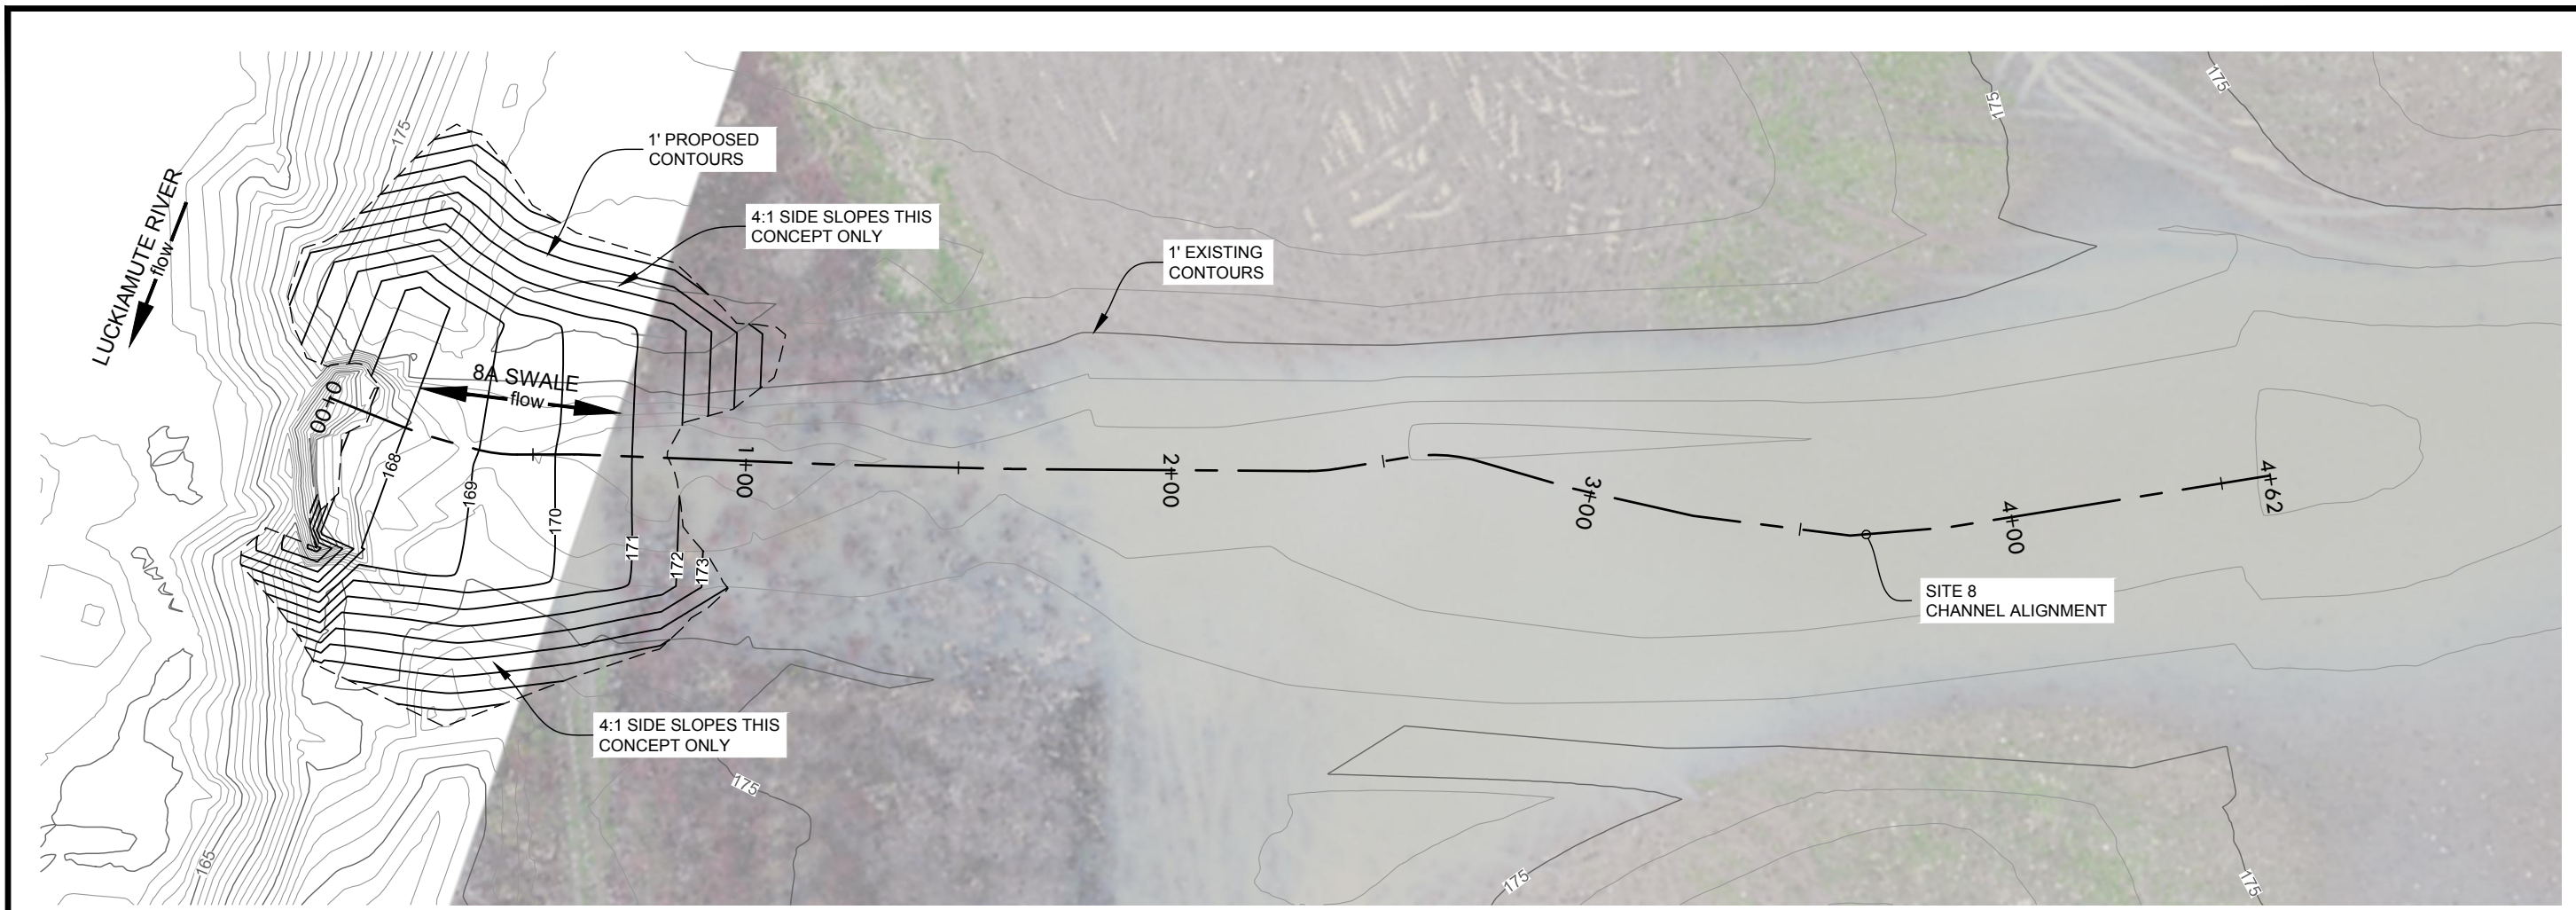 175
175
175
1' PROPOSED
CONTOURS
LUCKIAMUTE RIVER
flow
4:1 SIDE SLOPES THIS
CONCEPT ONLY
1' EXISTING
CONTOURS
8A SWALE
flow
0+00
168
169
170
171
172
173
1+00
2+00
3+00
4+00
4+62
SITE 8
CHANNEL ALIGNMENT
4:1 SIDE SLOPES THIS
CONCEPT ONLY
175
165
175
175